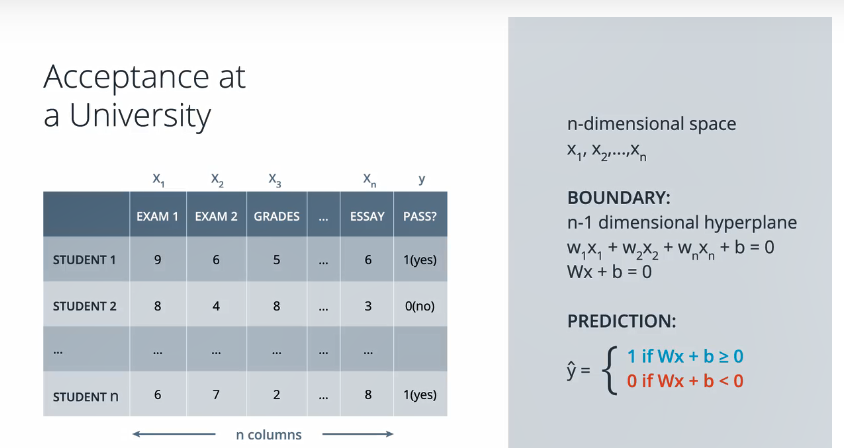 Acceptance at
a University
x₁ x₂ x₃ xₙ y
EXAM 1 EXAM 2 GRADES ... ESSAY PASS?
STUDENT 1 9 6 5 ... 6 1(yes)
STUDENT 2 8 4 8 ... 3 0(no)
... ... ... ... ... ...
STUDENT n 6 7 2 ... 8 1(yes)
n columns
n-dimensional space
x₁, x₂,...,xₙ
BOUNDARY:
n-1 dimensional hyperplane
w₁x₁ + w₂x₂ + wₙxₙ + b = 0
Wx + b = 0
PREDICTION:
ŷ = { 1 if Wx + b ≥ 0
0 if Wx + b < 0